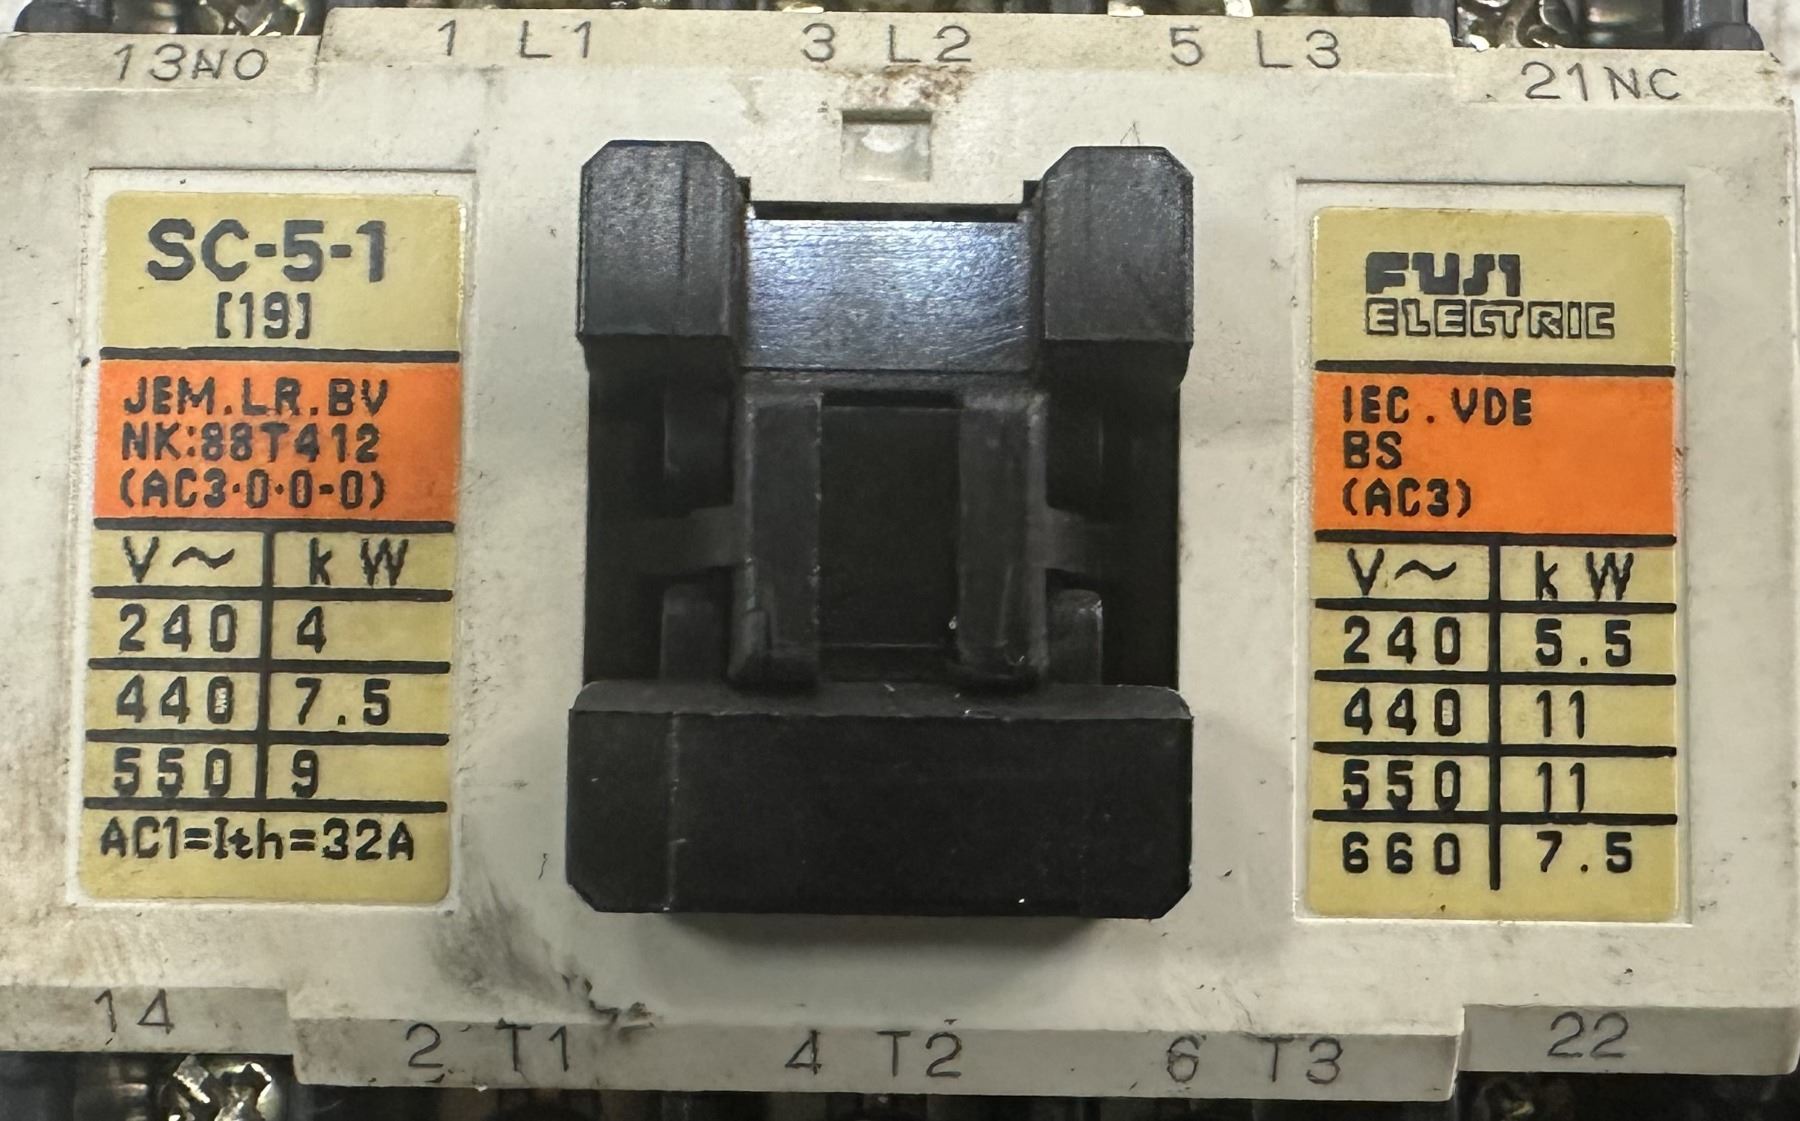 13NO 1 L1 3 L2 5 L3 21NC
SC-5-1
[19]
JEM.LR.BV
NK:88T412
(AC3·0·0-0)
V~ kW
240 4
440 7.5
550 9
AC1=Ith=32A
FUJI
ELECTRIC
IEC.VDE
BS
(AC3)
V~ kW
240 5.5
440 11
550 11
660 7.5
14 2 T1 4 T2 6 T3 22